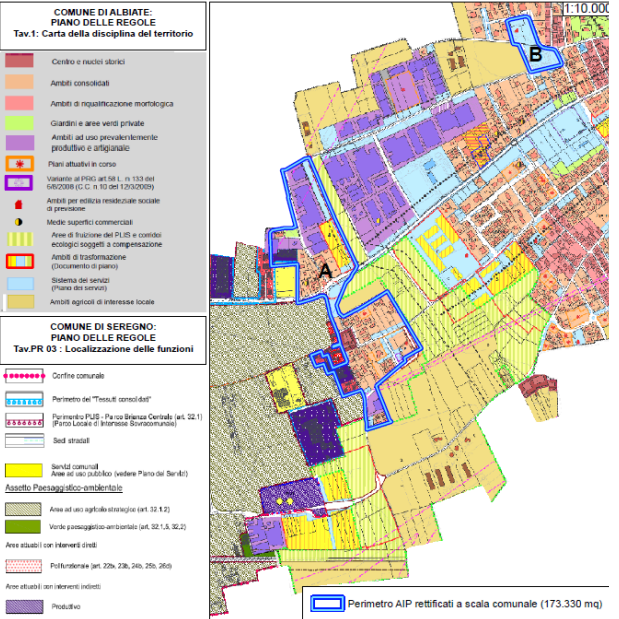 COMUNE DI ALBIATE:
PIANO DELLE REGOLE
Tav.1: Carta della disciplina del territorio
Centro e nuclei storici
Ambiti consolidati
Ambiti di riqualificazione morfologica
Giardini e aree verdi private
Ambiti ad uso prevalentemente
produttivo e artigianale
Piani attuativi in corso
Variante al PRG art.58 L. n.133 del
6/8/2008 (C.C. n.10 del 12/3/2009)
Ambiti per edilizia residenziale sociale
di previsione
Medie superfici commerciali
Aree di fruizione del PLIS e corridoi
ecologici soggetti a compensazione
Ambiti di trasformazione
(Documento di piano)
Sistema dei servizi
(Piano dei servizi)
Ambiti agricoli di interesse locale
COMUNE DI SEREGNO:
PIANO DELLE REGOLE
Tav.PR 03 : Localizzazione delle funzioni
Confine comunale
Perimetro dei "Tessuti consolidati"
Perimentro PLIS - Parco Brianza Centrale (art. 32.1)
(Parco Locale di Interesse Sovracomunale)
Sedi stradali
Servizi comunali
Aree ad uso pubblico (vedere Piano dei Servizi)
Assetto Paesaggistico-ambientale
Aree ad uso agricolo strategico (art. 32.1.2)
Verde paesaggistico-ambientale (art. 32.1.5, 32.2)
Aree attuabili con interventi diretti
Polifunzionale (art. 22b, 23b, 24b, 25b, 26d)
Aree attuabili con interventi indiretti
Produttivo
1:10.000
B
A
Perimetro AIP rettificati a scala comunale (173.330 mq)